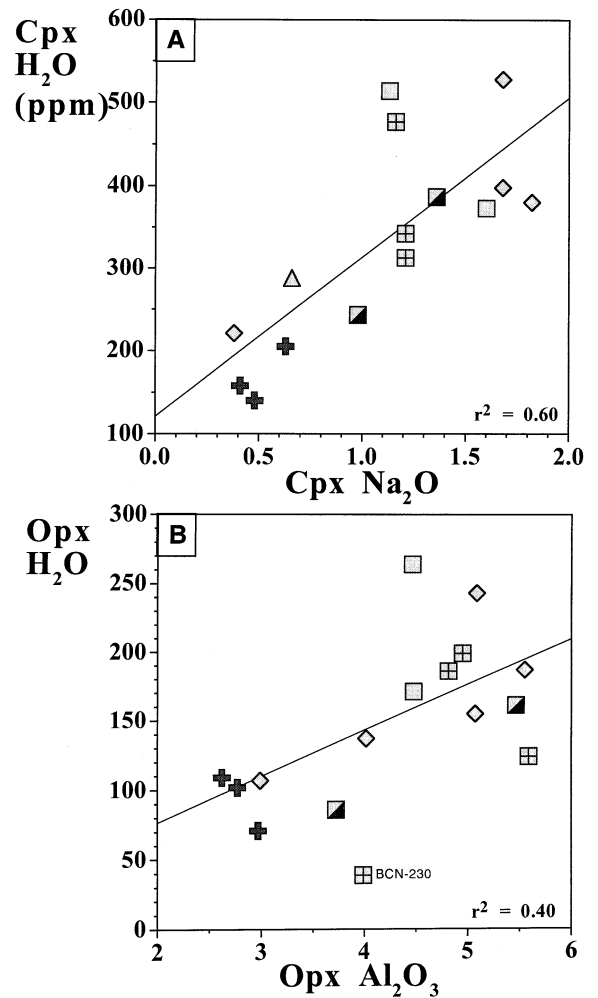 600
A
Cpx
H2O
(ppm)
500
400
300
200
100
r2 = 0.60
0.0 0.5 1.0 1.5 2.0
Cpx Na2O
300
B
Opx
H2O
250
200
150
100
50
BCN-230
0
r2 = 0.40
2 3 4 5 6
Opx Al2O3